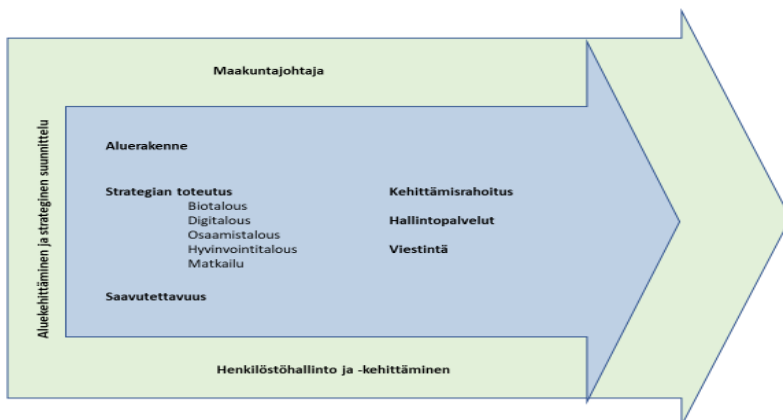 Maakuntajohtaja
Aluekehittäminen ja strateginen suunnittelu
Aluerakenne
Strategian toteutus
Biotalous
Digitalous
Osaamistalous
Hyvinvointitalous
Matkailu
Saavutettavuus
Kehittämisrahoitus
Hallintopalvelut
Viestintä
Henkilöstöhallinto ja -kehittäminen